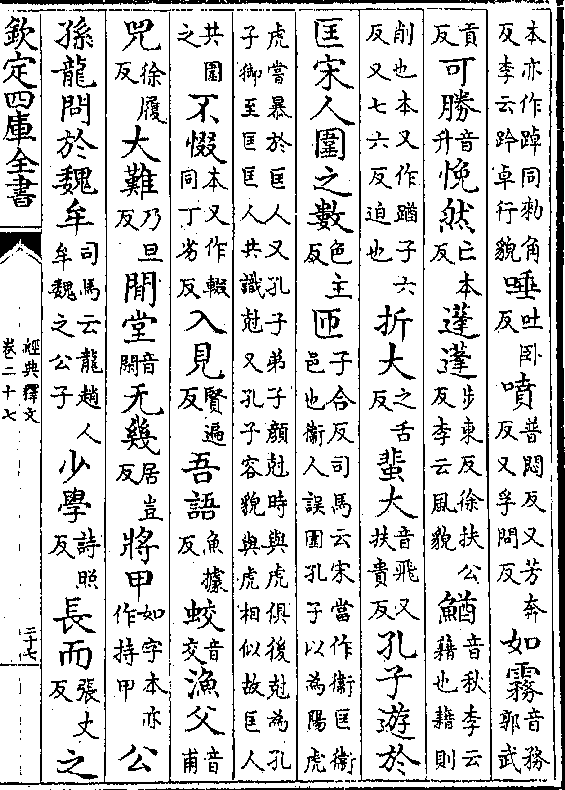 本亦作踔同勑角反李云趻卓行貌唾吐臥反噴普悶反又芳奔反又孚問反如霧音務郭武
貢反可勝音升悗然亡本反蓬蓬步東反徐扶公反李云風貌鰌音秋李云藉也藉則
削也本又作子六反又七六反迫也折大之舌反蜚大音飛又扶貴反孔子遊於
匡宋人圍之數色主反匝子合反司馬云宋當作衞匡衞邑也衞人誤圍孔子以為陽虎
虎嘗暴於匡人又孔子弟子顔尅時與虎俱後尅為孔子御至匡匡人共識尅又孔子容貌與虎相似故匡人
共圍之不惙本又作輟同丁劣反入見賢遍反吾語魚據反蛟音交漁父音甫
兕徐履反大難乃旦反閒堂音閑无幾居豈反將甲如字本亦作持甲公
孫龍問於魏牟司馬云龍趙人牟魏之公子少學詩照反長而張丈反之
欽定四庫全書
經典釋文
卷二十七
二十七